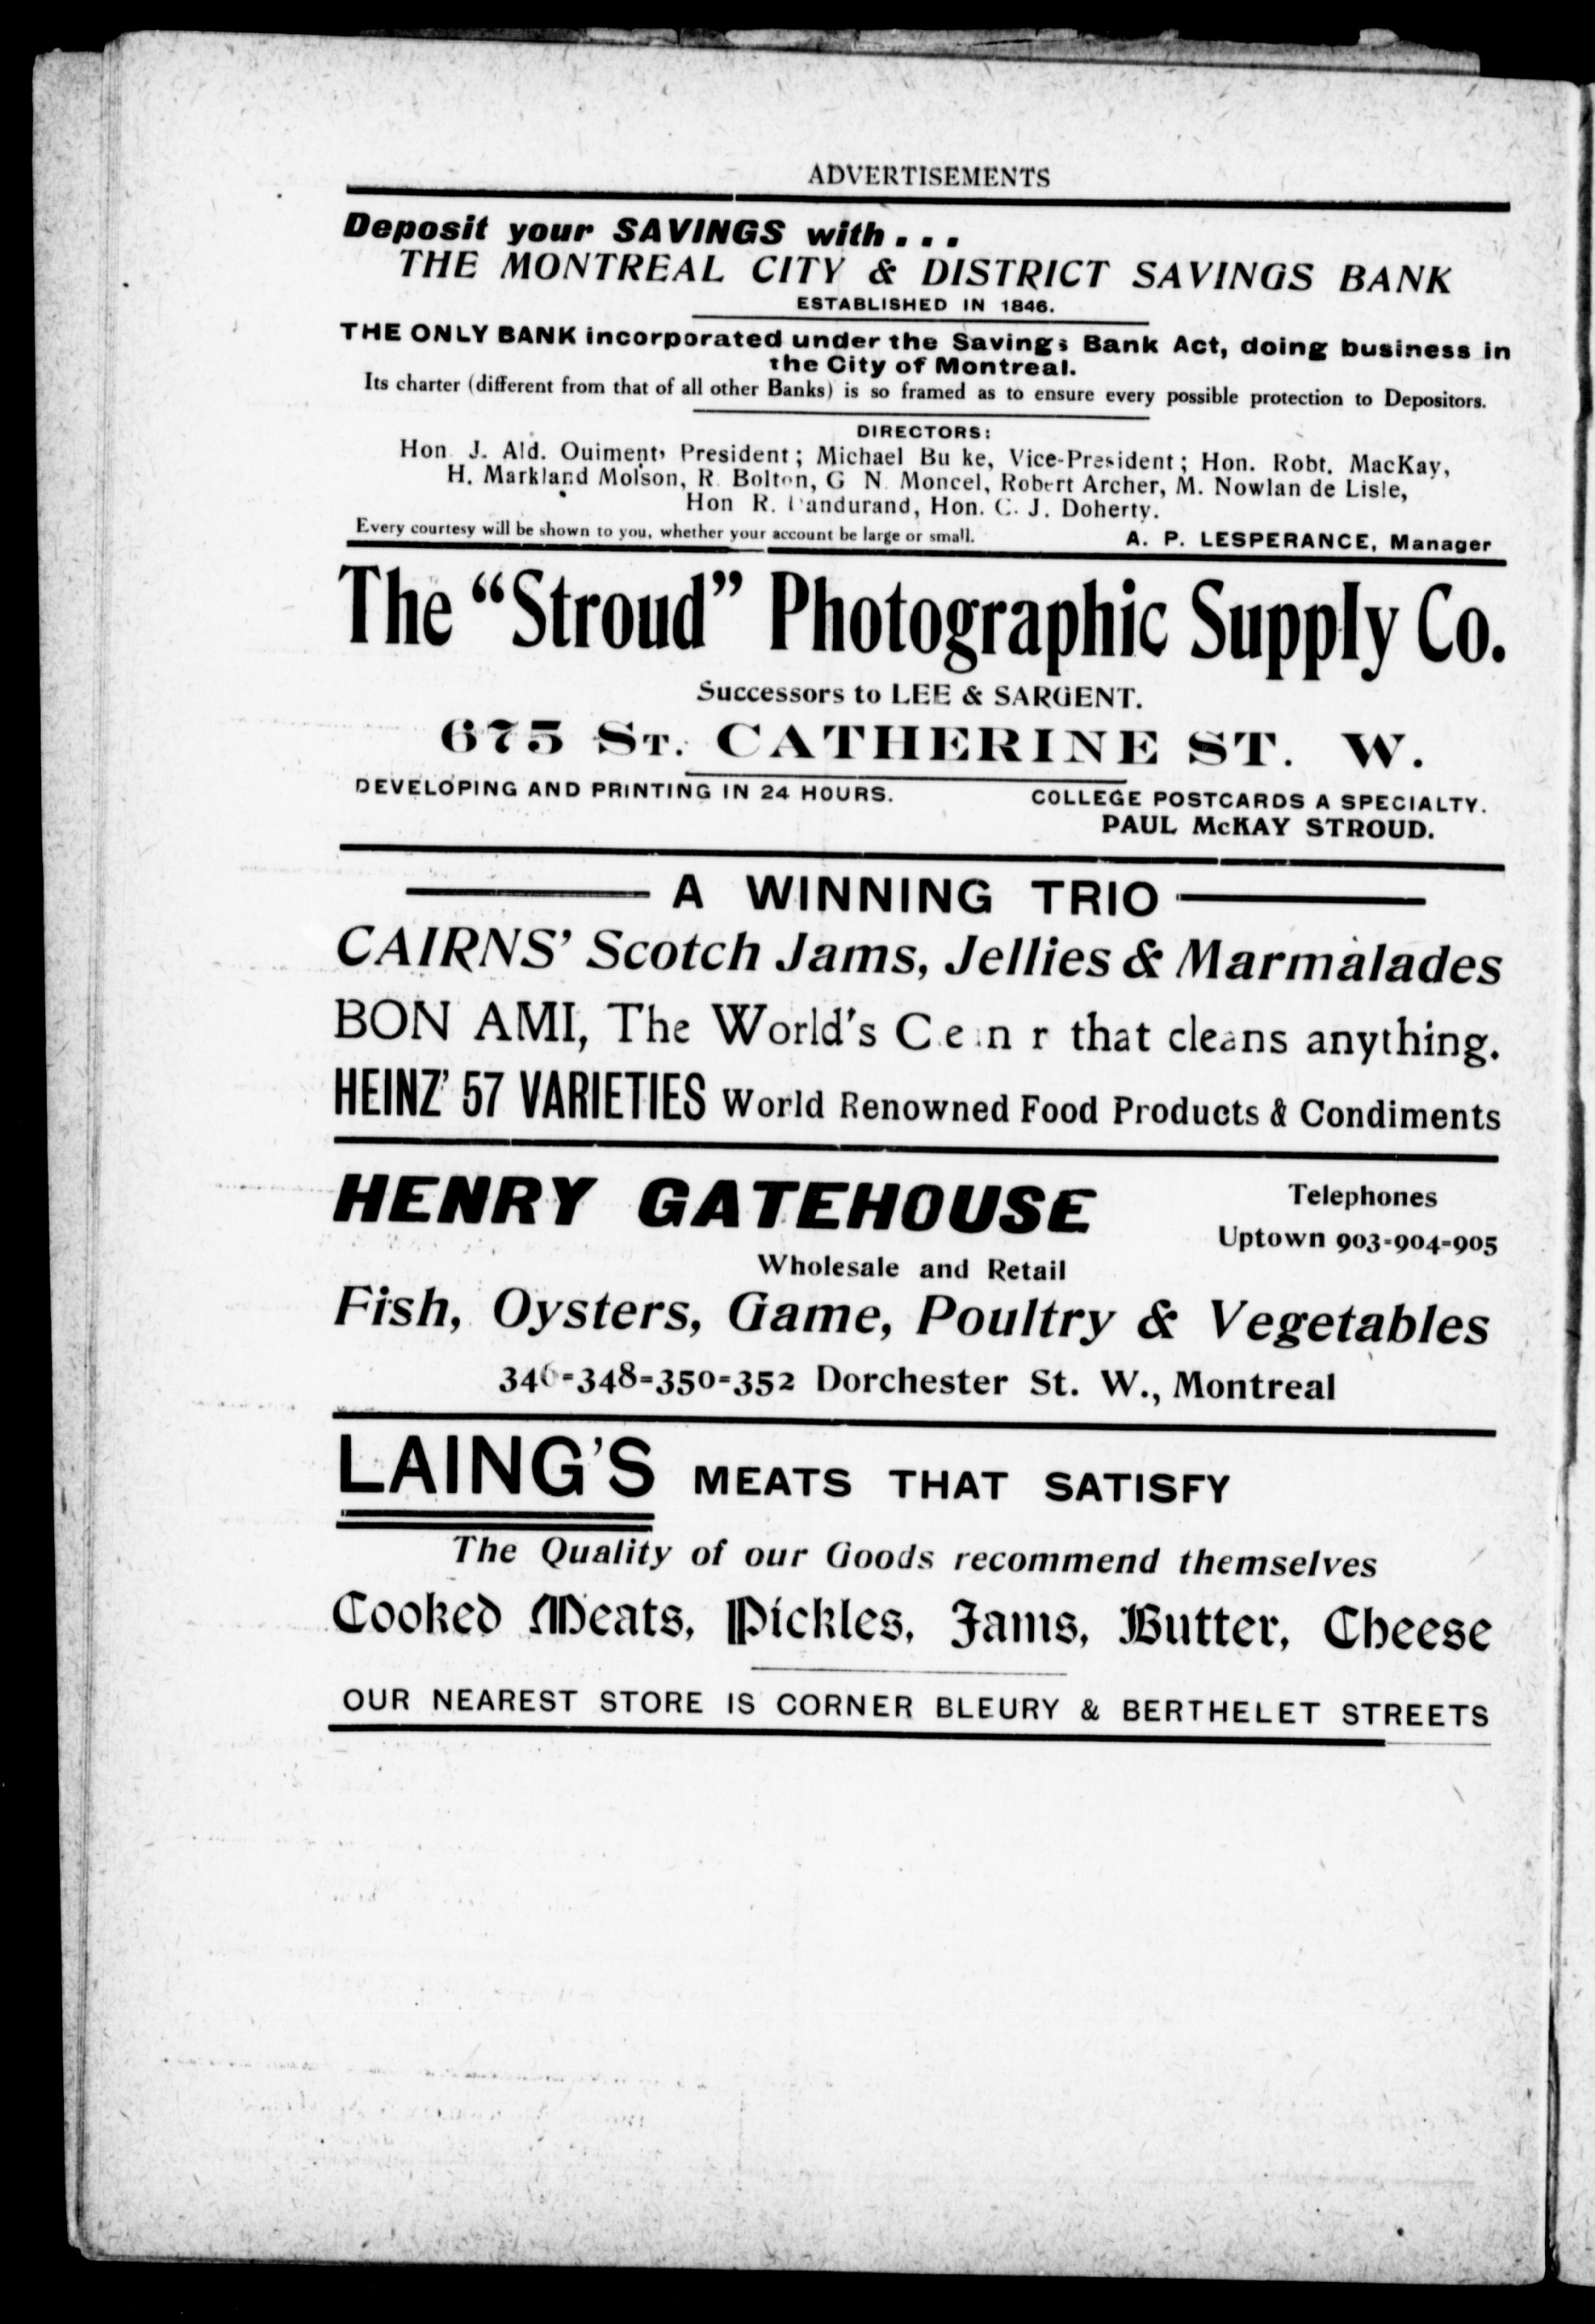 ADVERTISEMENTS
Deposit your SAVINGS with...
THE MONTREAL CITY & DISTRICT SAVINGS BANK
ESTABLISHED IN 1846.
THE ONLY BANK incorporated under the Savings Bank Act, doing business in
the City of Montreal.
Its charter (different from that of all other Banks) is so framed as to ensure every possible protection to Depositors.
DIRECTORS:
Hon J. Ald. Ouiment, President; Michael Bu ke, Vice-President; Hon. Robt. MacKay,
H. Markland Molson, R. Bolton, G N. Moncel, Robert Archer, M. Nowlan de Lisle,
Hon R. Dandurand, Hon. C. J. Doherty.
Every courtesy will be shown to you, whether your account be large or small.
A. P. LESPERANCE, Manager
The “Stroud” Photographic Supply Co.
Successors to LEE & SARGENT.
675 ST. CATHERINE ST. W.
DEVELOPING AND PRINTING IN 24 HOURS.
COLLEGE POSTCARDS A SPECIALTY.
PAUL McKAY STROUD.
A WINNING TRIO
CAIRNS’ Scotch Jams, Jellies & Marmalades
BON AMI, The World's that cleans anything.
HEINZ’ 57 VARIETIES World Renowned Food Products & Condiments
HENRY GATEHOUSE
Telephones
Uptown 903-904-905
Wholesale and Retail
Fish, Oysters, Game, Poultry & Vegetables
346-348-350-352 Dorchester St. W., Montreal
LAING'S MEATS THAT SATISFY
The Quality of our Goods recommend themselves
Cooked Meats, Pickles, Jams, Butter, Cheese
OUR NEAREST STORE IS CORNER BLEURY & BERTHELET STREETS